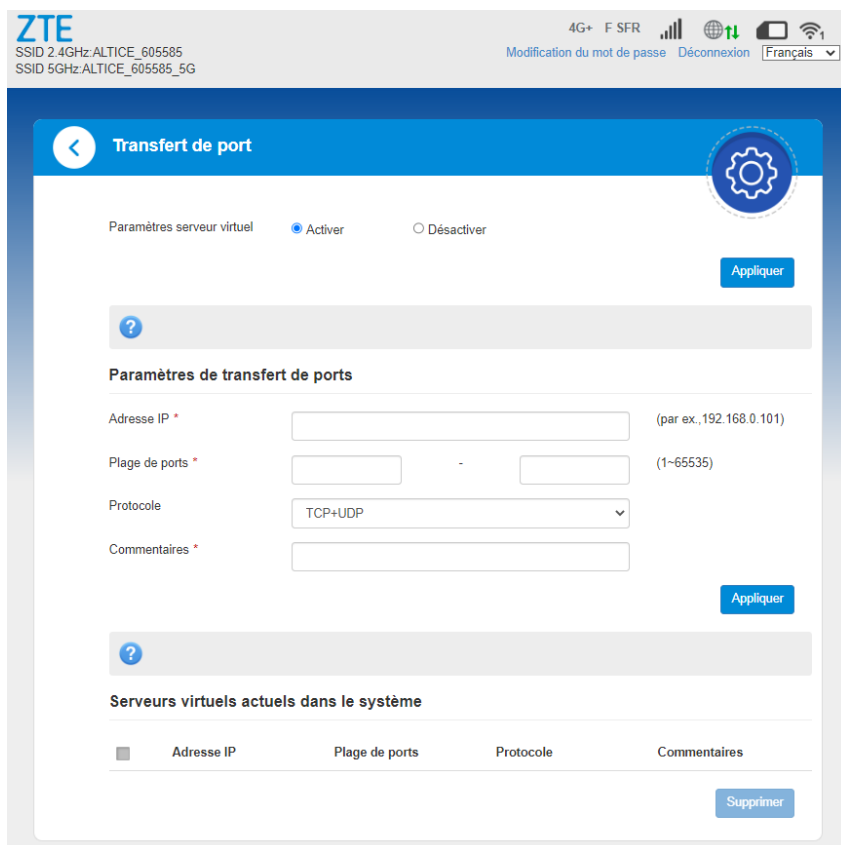 ZTE
4G+ F SFR
1
SSID 2.4GHz:ALTICE_605585
Modification du mot de passe Déconnexion Français
SSID 5GHz:ALTICE_605585_5G
Transfert de port
Paramètres serveur virtuel Activer Désactiver
Appliquer
?
Paramètres de transfert de ports
Adresse IP * (par ex.,192.168.0.101)
Plage de ports * - (1~65535)
Protocole TCP+UDP
Commentaires *
Appliquer
?
Serveurs virtuels actuels dans le système
Adresse IP Plage de ports Protocole Commentaires
Supprimer